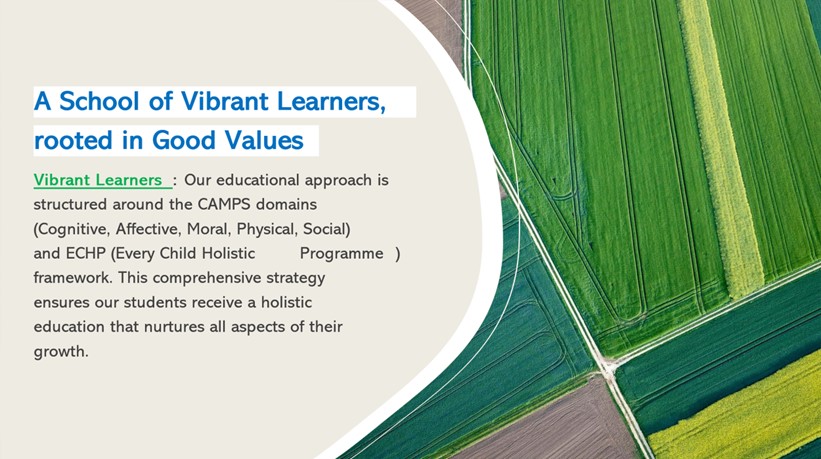 A School of Vibrant Learners,
rooted in Good Values
Vibrant Learners : Our educational approach is
structured around the CAMPS domains
(Cognitive, Affective, Moral, Physical, Social)
and ECHP (Every Child Holistic Programme )
framework. This comprehensive strategy
ensures our students receive a holistic
education that nurtures all aspects of their
growth.